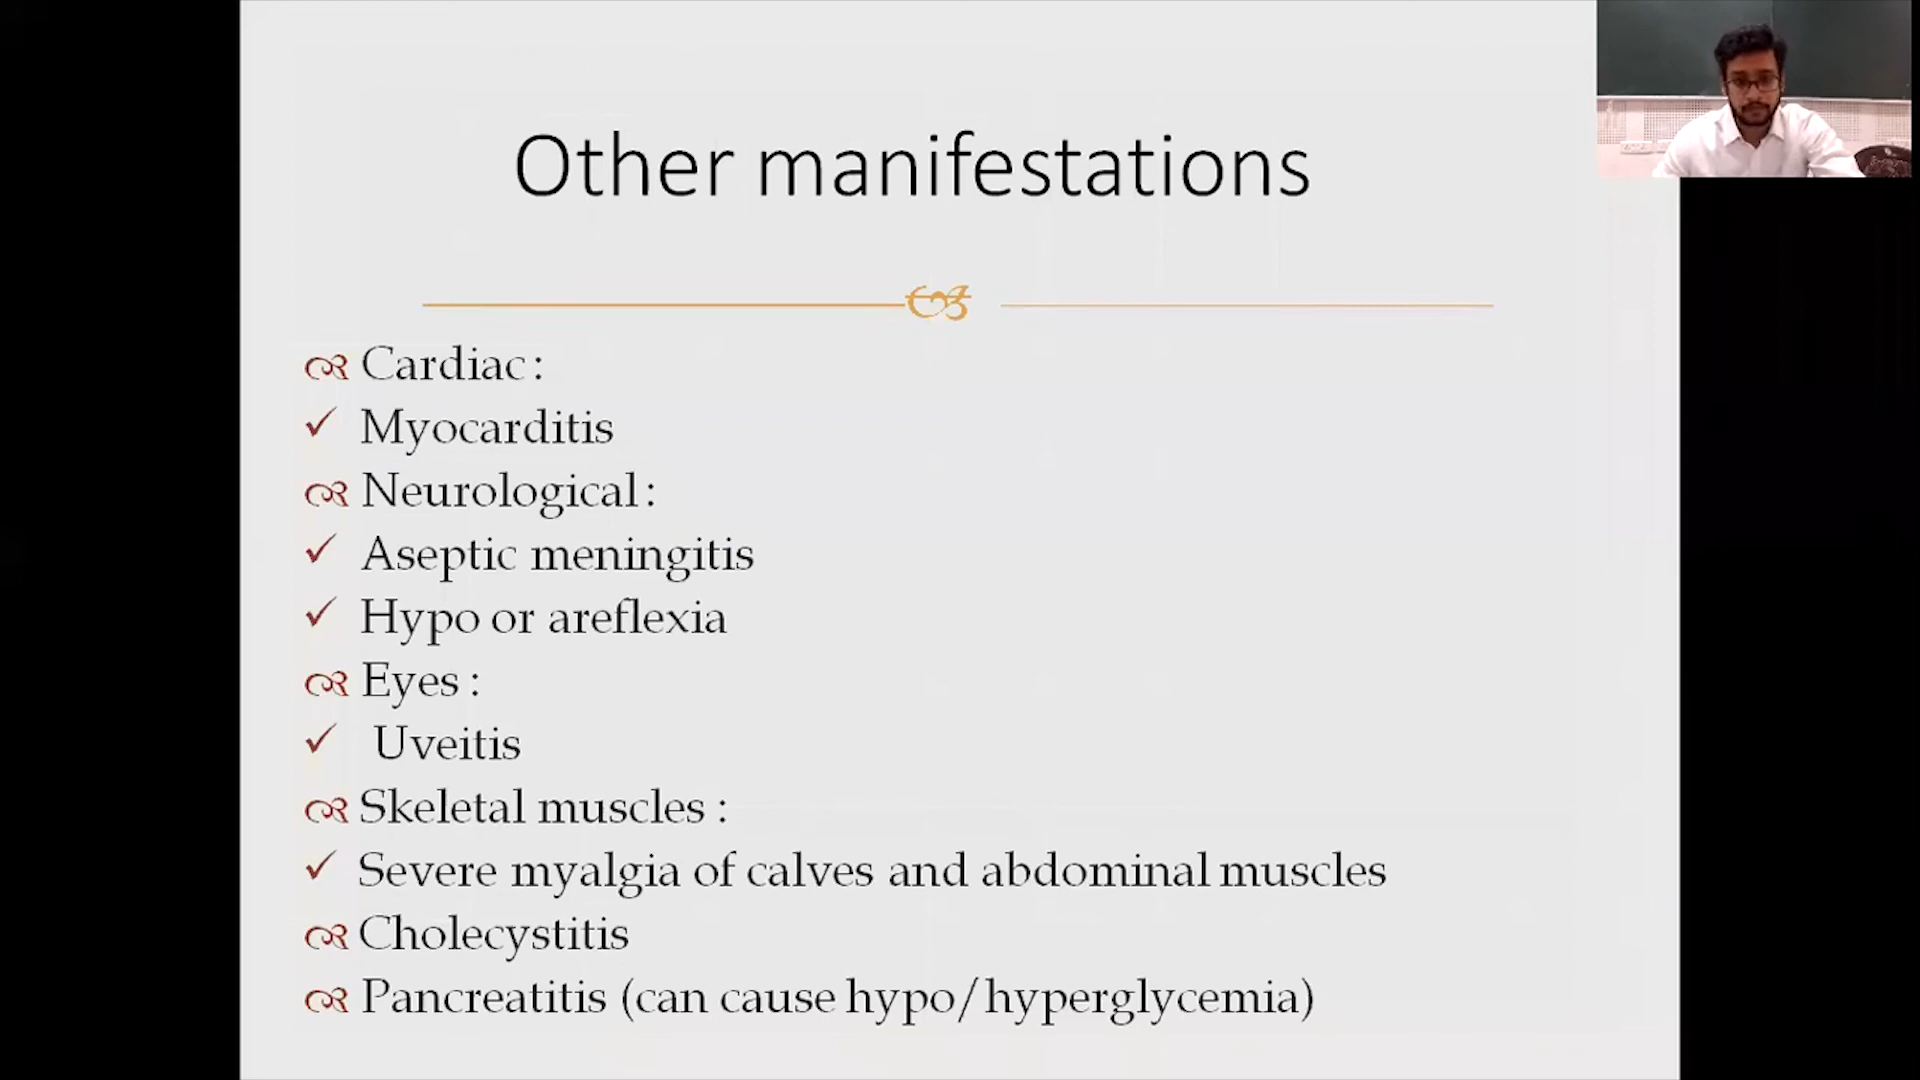 Other manifestations
Cardiac :
Myocarditis
Neurological :
Aseptic meningitis
Hypo or areflexia
Eyes :
Uveitis
Skeletal muscles :
Severe myalgia of calves and abdominal muscles
Cholecystitis
Pancreatitis (can cause hypo/hyperglycemia)